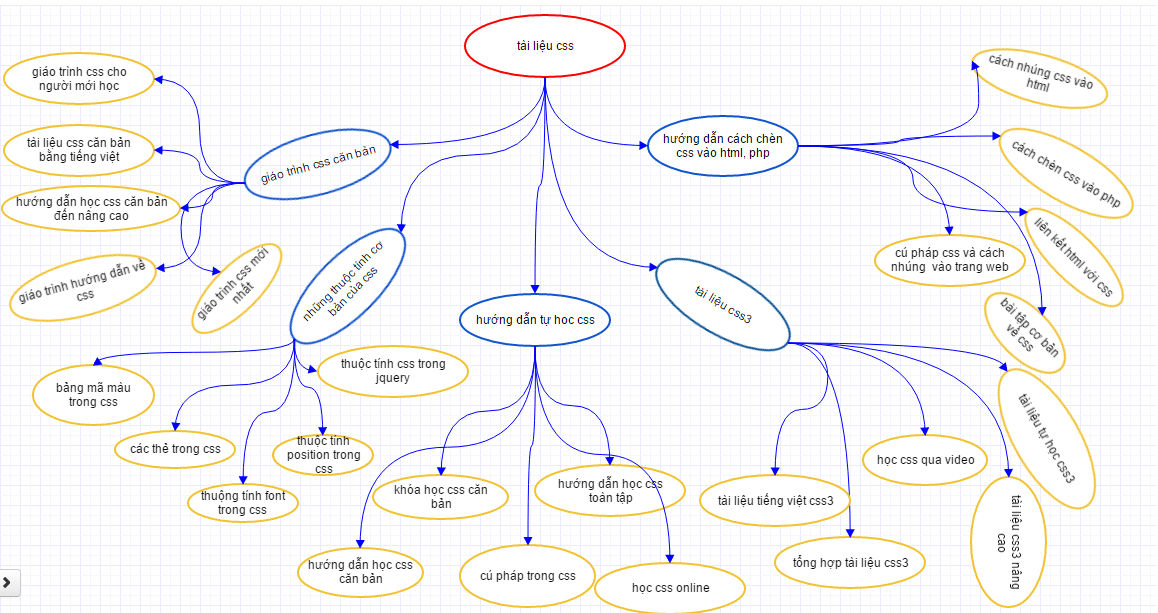 tài liệu css
giáo trình css căn bản
giáo trình css cho
người mới học
tài liệu css căn bản
bằng tiếng việt
hướng dẫn học css căn bản
đến nâng cao
giáo trình hướng dẫn về
css
giáo trình css mới
nhất
những thuộc tính cơ
bản của css
bảng mã màu
trong css
các thẻ trong css
thuộng tính font
trong css
thuộc tính
position trong
css
thuộc tính css trong
jquery
hướng dẫn tự hoc css
hướng dẫn học css
căn bản
khóa học css căn
bản
cú pháp trong css
hướng dẫn học css
toàn tập
học css online
tài liệu css3
tài liệu tiếng việt css3
tổng hợp tài liệu css3
học css qua video
tài liệu css3 nâng
cao
tài liệu tự học css3
hướng dẫn cách chèn
css vào html, php
cách nhúng css vào
html
cách chèn css vào php
liên kết html với css
cú pháp css và cách
nhúng vào trang web
bài tập cơ bản
về css